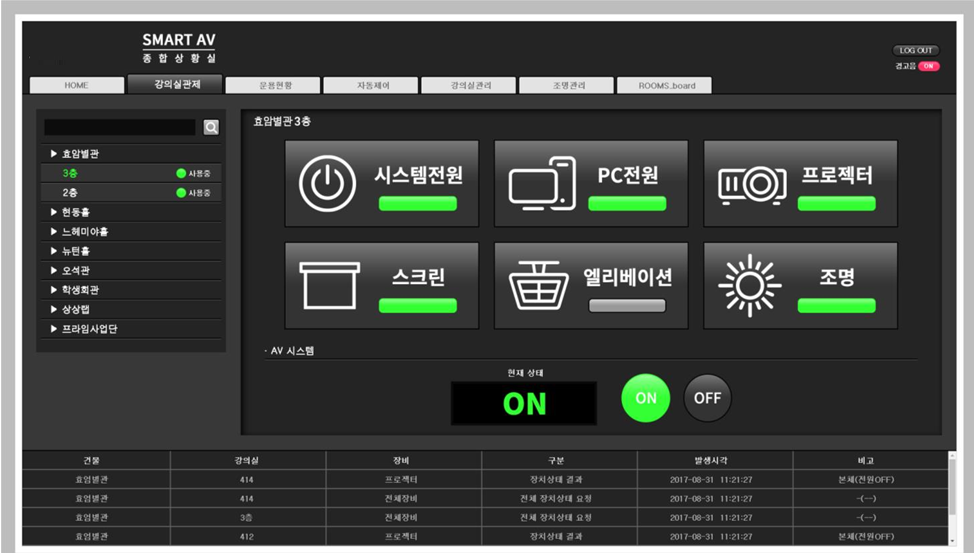 SMART AV
종 합 상 황 실
LOG OUT
경고음 ON
HOME 강의실관제 운용현황 자동제어 강의실관리 조명관리 ROOMS_board
효암별관 3층
▶ 효암별관
3층 사용중
2층 사용중
▶ 현동홀
▶ 느헤미야홀
▶ 뉴턴홀
▶ 오석관
▶ 학생회관
▶ 상상랩
▶ 프라임사업단
시스템전원 PC전원 프로젝터
스크린 엘리베이션 조명
· AV 시스템
현재 상태
ON ON OFF
건물 강의실 장비 구분 발생시각 비고
효암별관 414 프로젝터 장치상태 결과 2017-08-31 11:21:27 본체(전원OFF)
효암별관 414 전체장비 전체 장치상태 요청 2017-08-31 11:21:27 -(--)
효암별관 3층 전체장비 전체 장치상태 요청 2017-08-31 11:21:27 -(--)
효암별관 412 프로젝터 장치상태 결과 2017-08-31 11:21:27 본체(전원OFF)